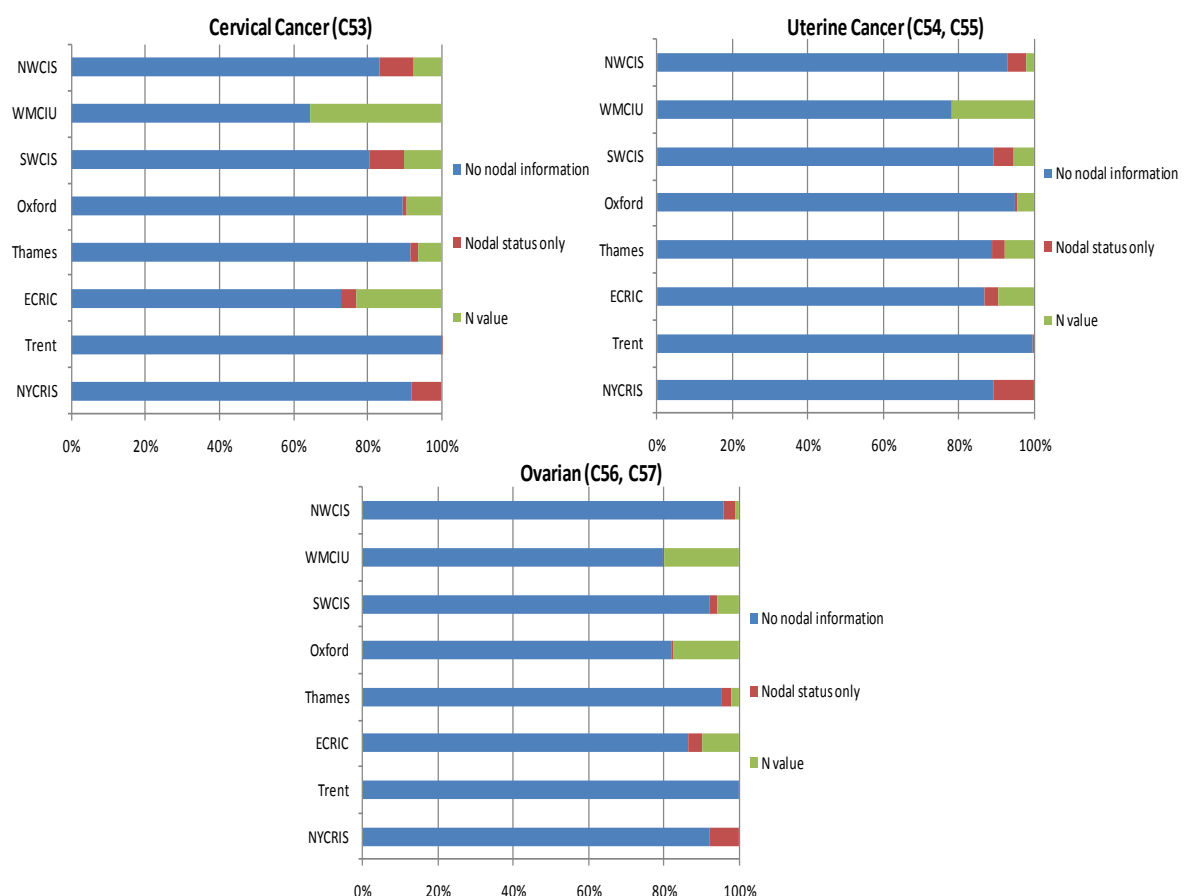 Cervical Cancer (C53)
NWCIS
WMCIU
SWCIS
Oxford
Thames
ECRIC
Trent
NYCRIS
0% 20% 40% 60% 80% 100%
No nodal information
Nodal status only
N value
Uterine Cancer (C54, C55)
NWCIS
WMCIU
SWCIS
Oxford
Thames
ECRIC
Trent
NYCRIS
0% 20% 40% 60% 80% 100%
No nodal information
Nodal status only
N value
Ovarian (C56, C57)
NWCIS
WMCIU
SWCIS
Oxford
Thames
ECRIC
Trent
NYCRIS
0% 20% 40% 60% 80% 100%
No nodal information
Nodal status only
N value